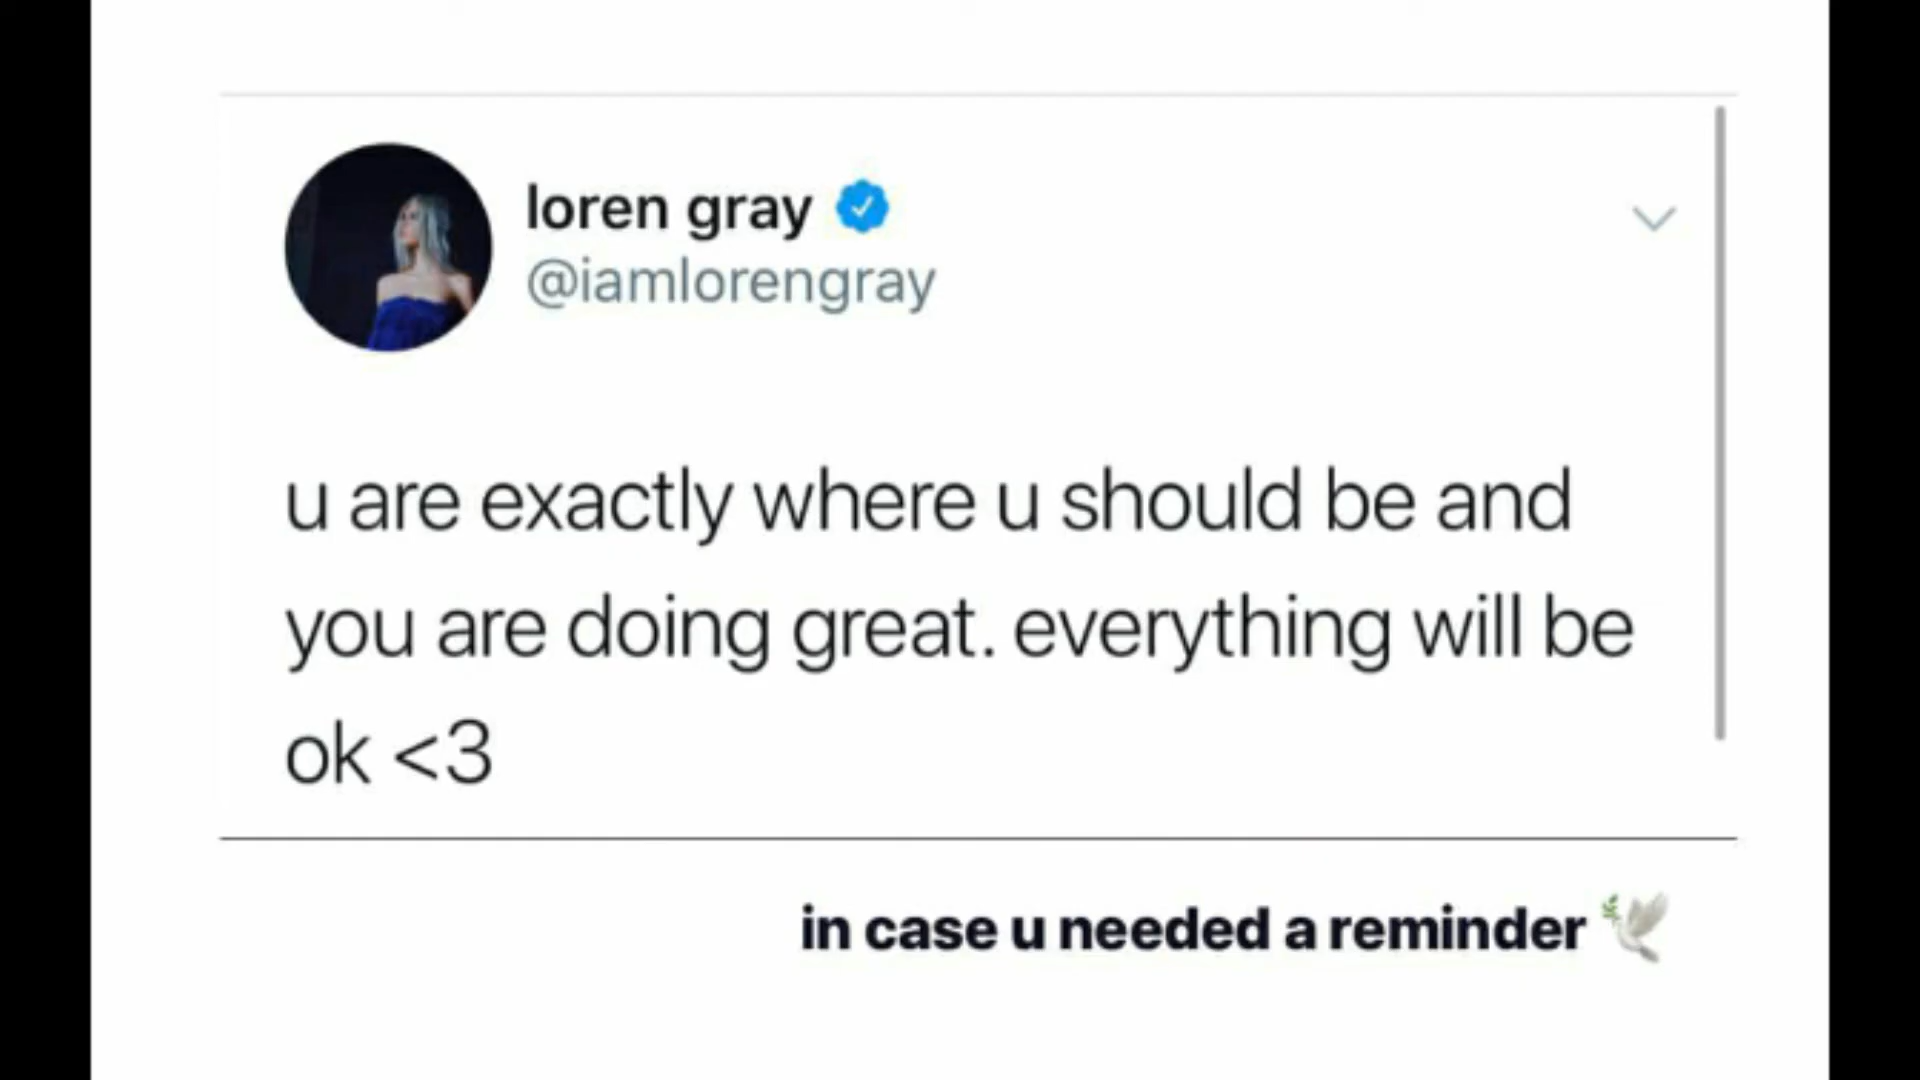 loren gray
@iamlorengray
u are exactly where u should be and
you are doing great. everything will be
ok <3
in case u needed a reminder 🕊️